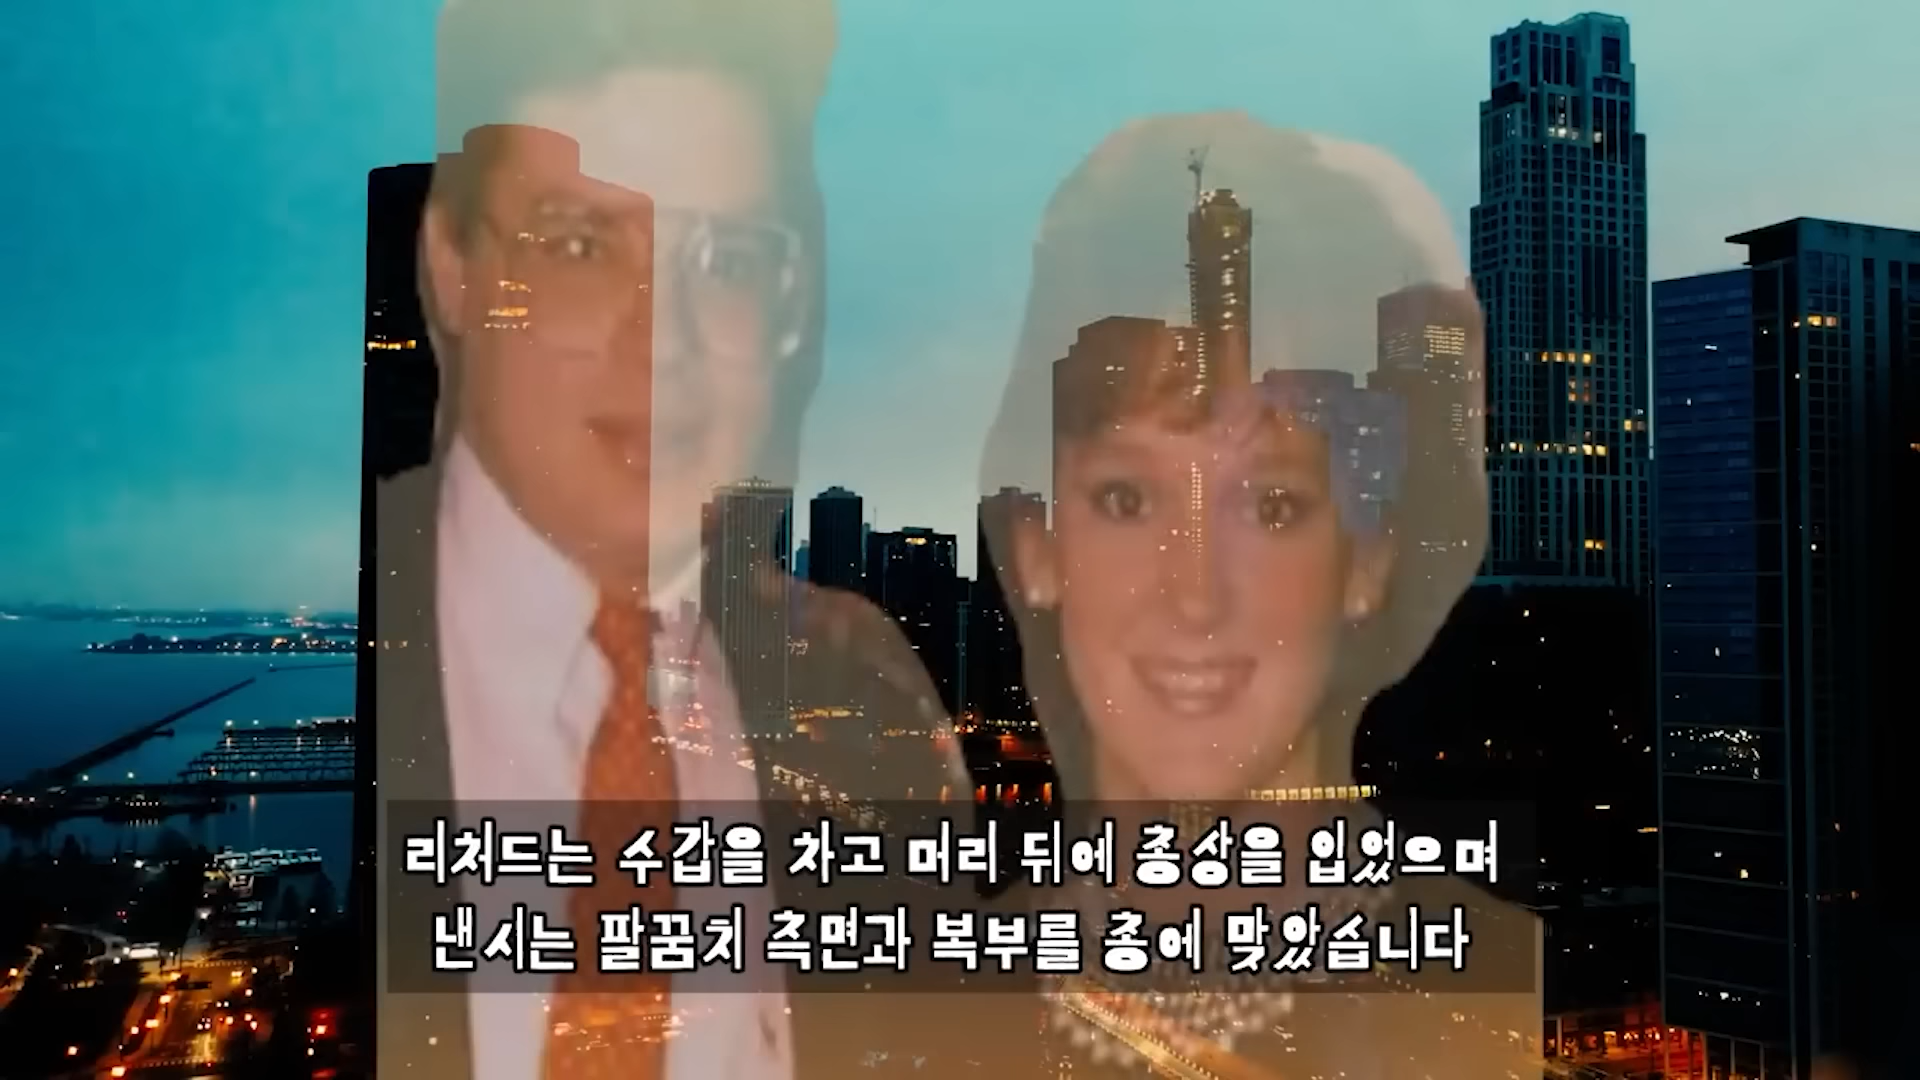 리처드는 수갑을 차고 머리 뒤에 총상을 입었으며
낸시는 팔꿈치 측면과 복부를 총에 맞았습니다